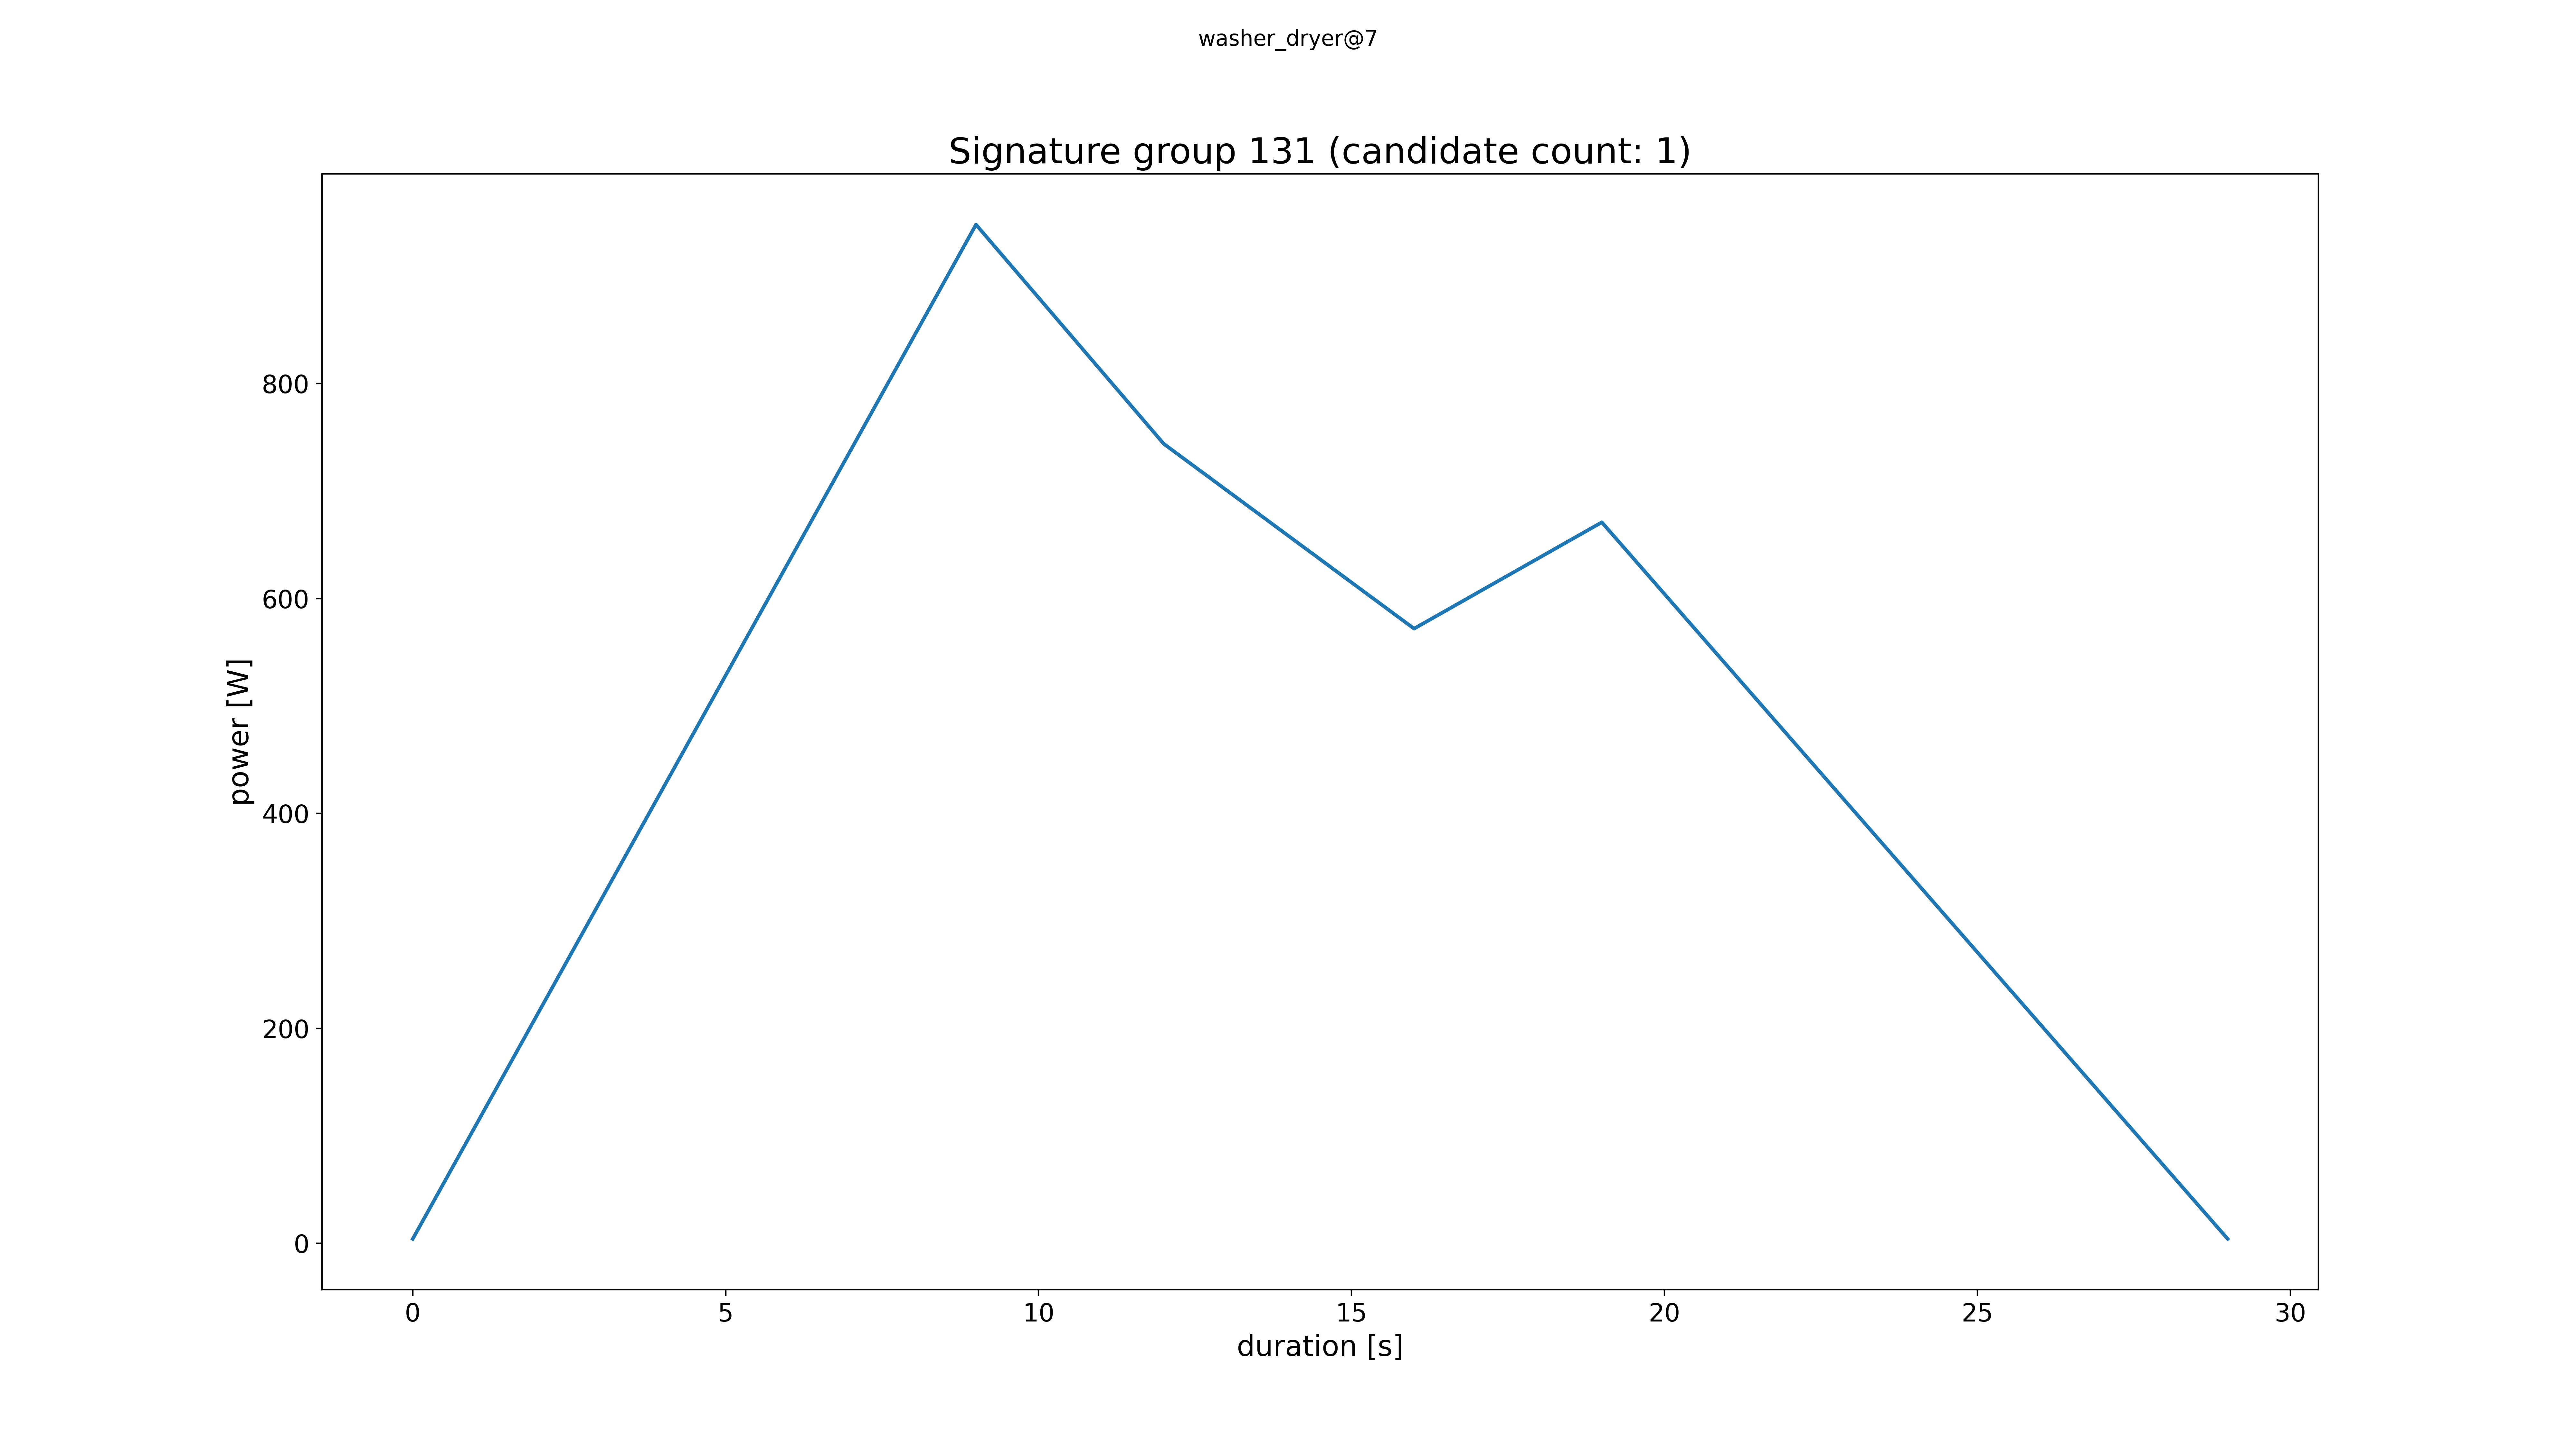 washer_dryer@7
Signature group 131 (candidate count: 1)
800
600
400
200
0
power [W]
0 5 10 15 20 25 30
duration [s]